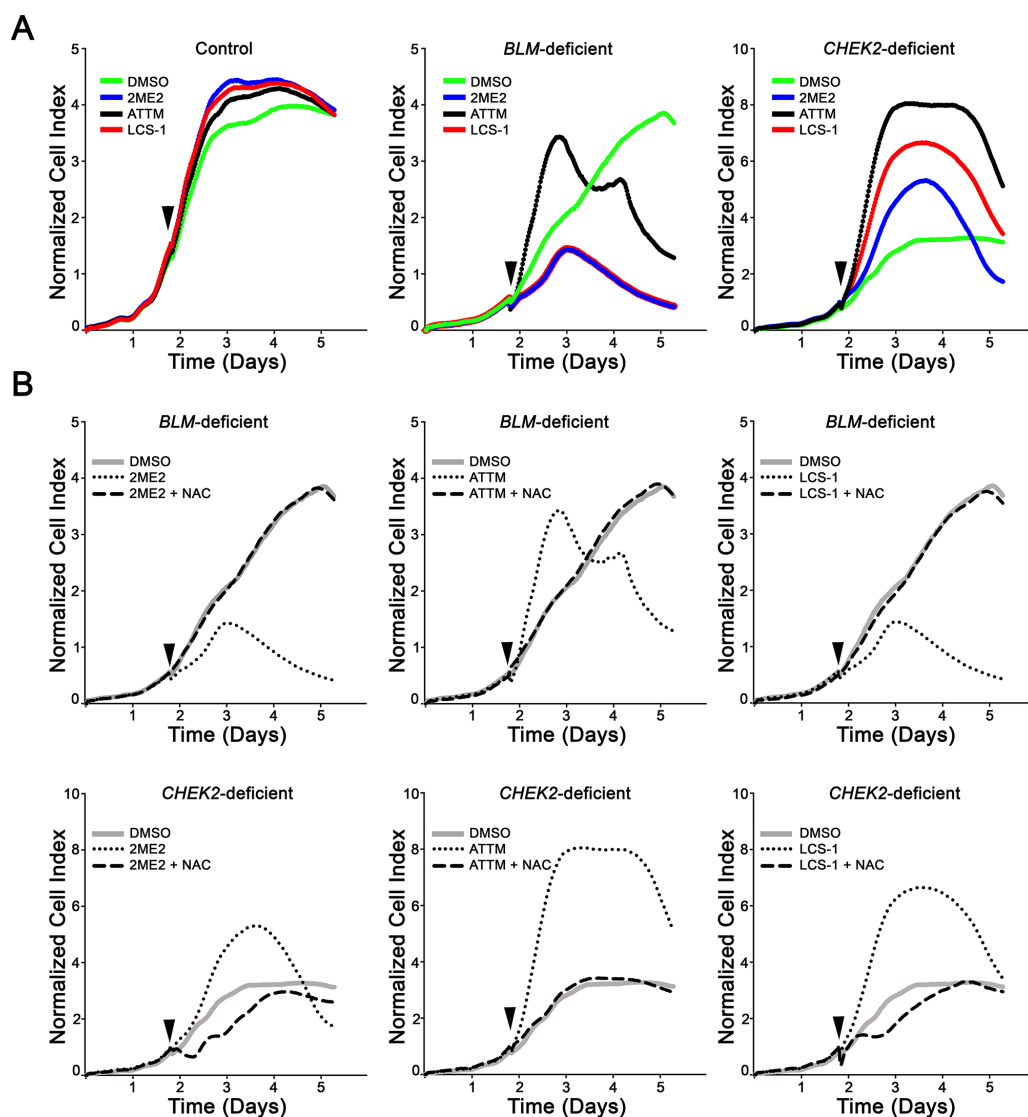 A
Control
Normalized Cell Index
5
4
3
2
1
0
DMSO
2ME2
ATTM
LCS-1
1 2 3 4 5
Time (Days)
BLM-deficient
Normalized Cell Index
5
4
3
2
1
0
DMSO
2ME2
ATTM
LCS-1
1 2 3 4 5
Time (Days)
CHEK2-deficient
Normalized Cell Index
10
8
6
4
2
0
DMSO
2ME2
ATTM
LCS-1
1 2 3 4 5
Time (Days)
B
BLM-deficient
Normalized Cell Index
5
4
3
2
1
0
DMSO
2ME2
2ME2 + NAC
1 2 3 4 5
Time (Days)
BLM-deficient
Normalized Cell Index
5
4
3
2
1
0
DMSO
ATTM
ATTM + NAC
1 2 3 4 5
Time (Days)
BLM-deficient
Normalized Cell Index
5
4
3
2
1
0
DMSO
LCS-1
LCS-1 + NAC
1 2 3 4 5
Time (Days)
CHEK2-deficient
Normalized Cell Index
10
8
6
4
2
0
DMSO
2ME2
2ME2 + NAC
1 2 3 4 5
Time (Days)
CHEK2-deficient
Normalized Cell Index
10
8
6
4
2
0
DMSO
ATTM
ATTM + NAC
1 2 3 4 5
Time (Days)
CHEK2-deficient
Normalized Cell Index
10
8
6
4
2
0
DMSO
LCS-1
LCS-1 + NAC
1 2 3 4 5
Time (Days)